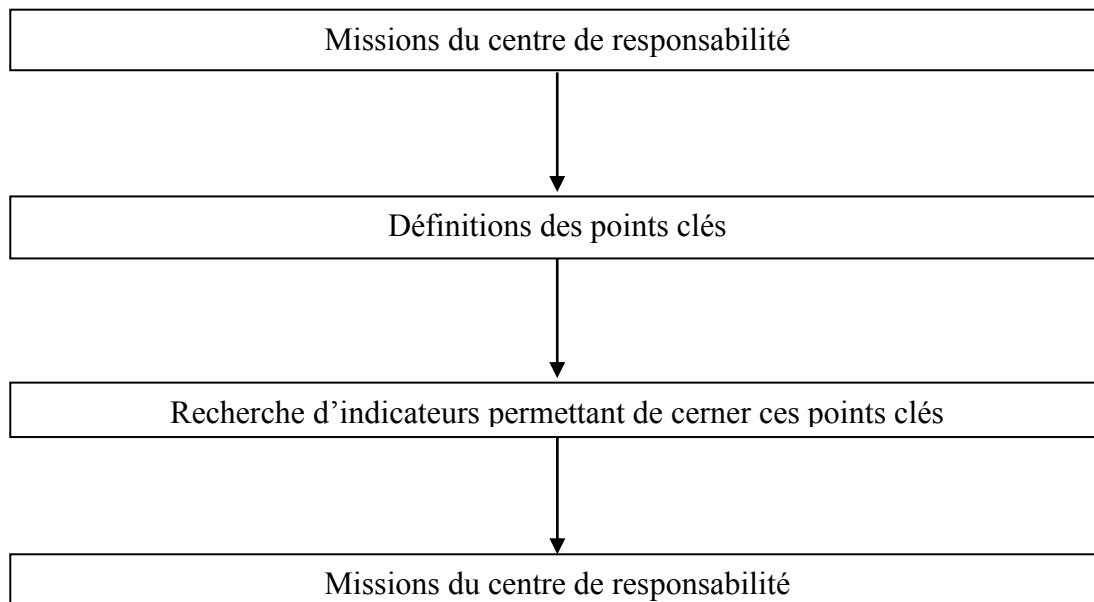 Missions du centre de responsabilité
Définitions des points clés
Recherche d’indicateurs permettant de cerner ces points clés
Missions du centre de responsabilité